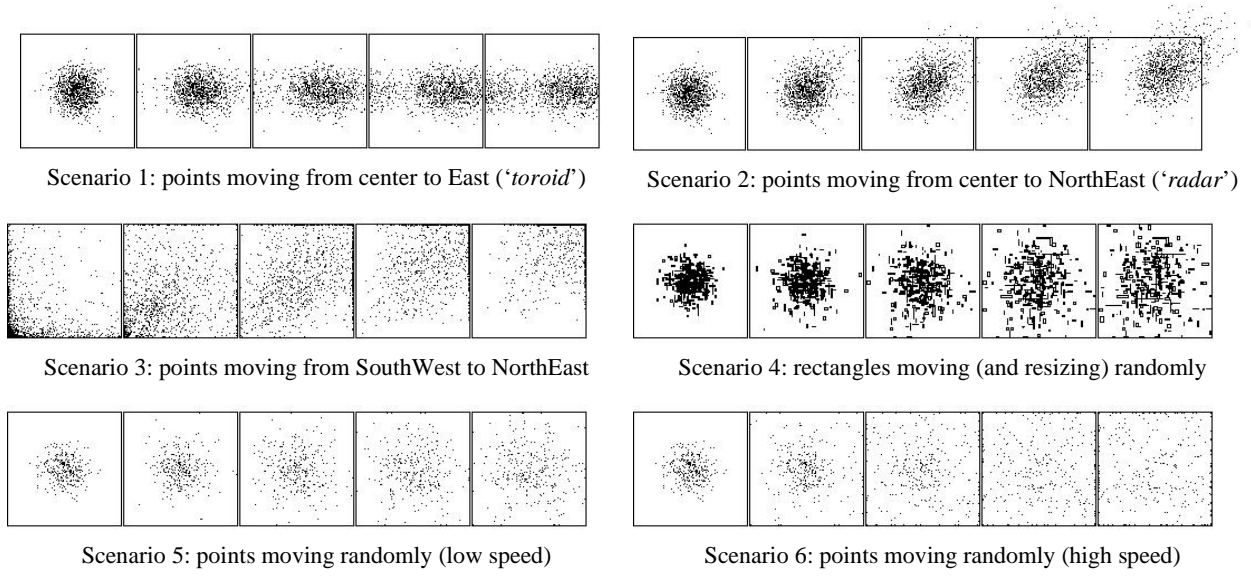 Scenario 1: points moving from center to East (‘toroid’)
Scenario 2: points moving from center to NorthEast (‘radar’)
Scenario 3: points moving from SouthWest to NorthEast
Scenario 4: rectangles moving (and resizing) randomly
Scenario 5: points moving randomly (low speed)
Scenario 6: points moving randomly (high speed)